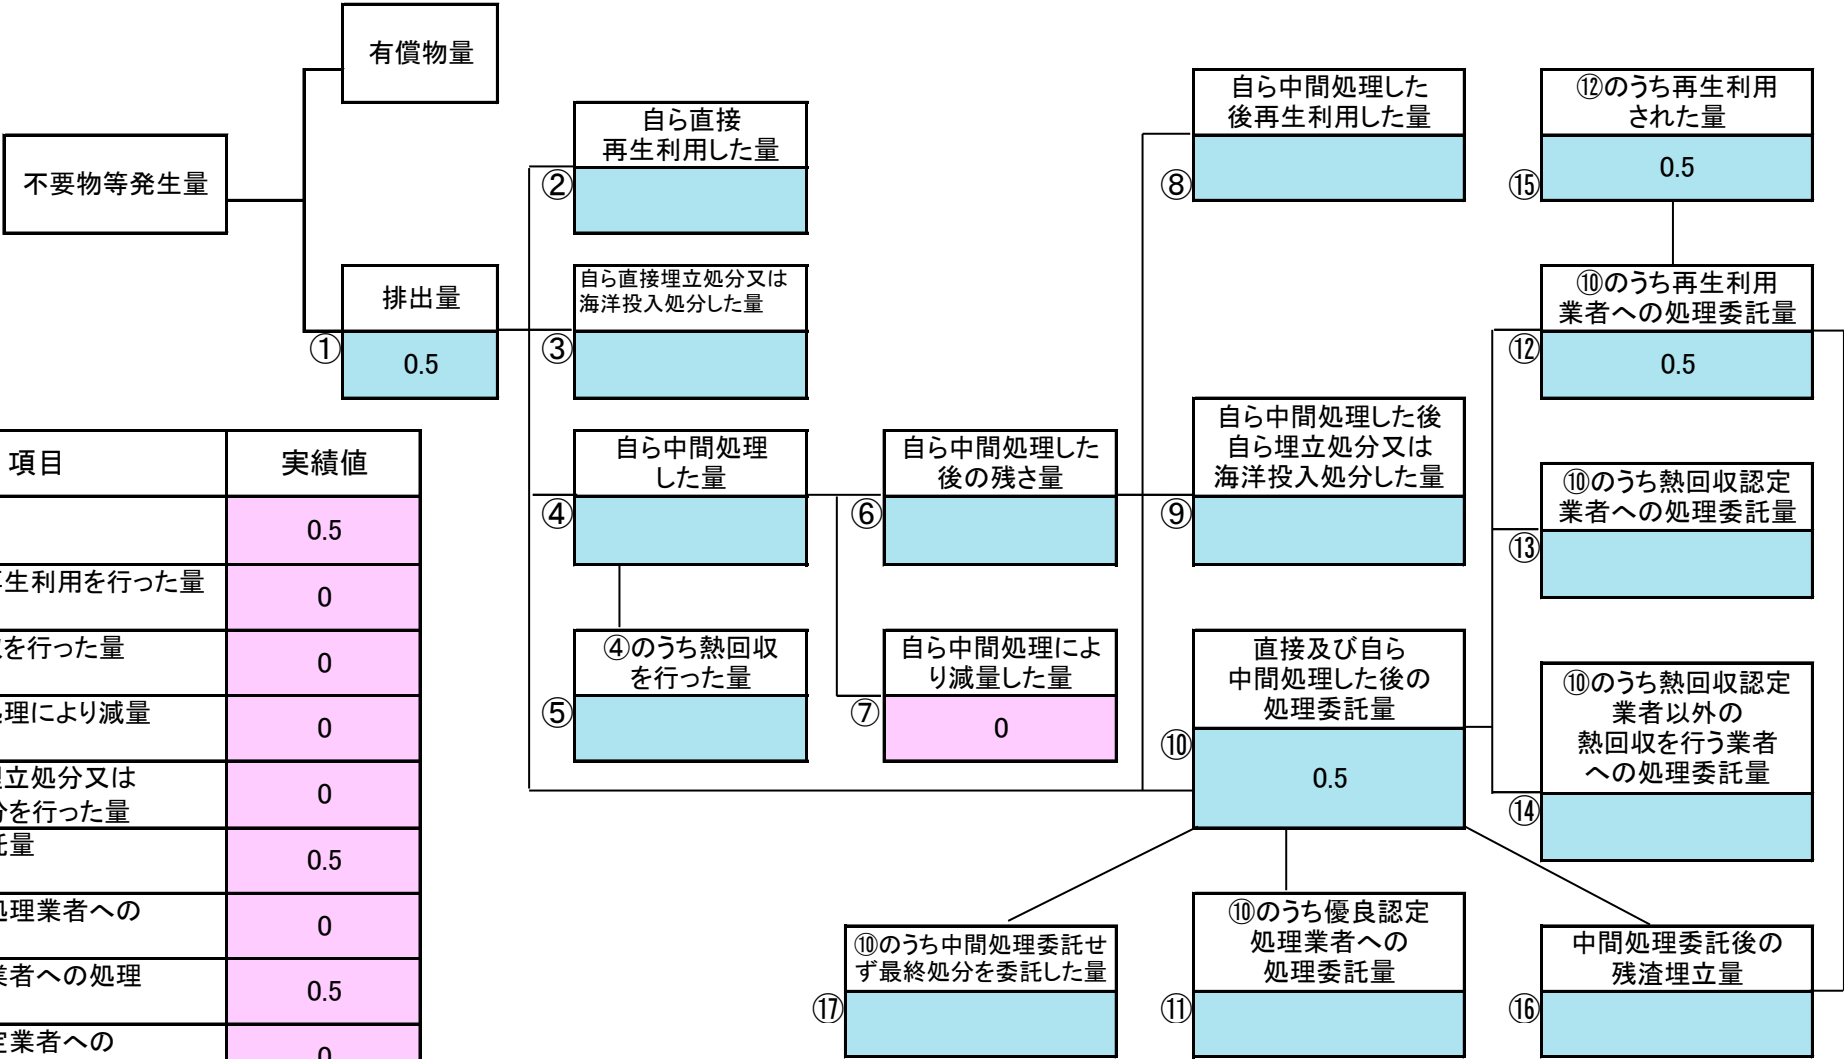 有償物量
不要物等発生量
排出量
①
0.5
自ら直接
再生利用した量
②
自ら直接埋立処分又は
海洋投入処分した量
③
自ら中間処理
した量
④
④のうち熱回収
を行った量
⑤
自ら中間処理した
後の残さ量
⑥
自ら中間処理によ
り減量した量
⑦
0
自ら中間処理した
後再生利用した量
⑧
自ら中間処理した後
自ら埋立処分又は
海洋投入処分した量
⑨
直接及び自ら
中間処理した後の
処理委託量
⑩
0.5
⑫のうち再生利用
された量
⑮
0.5
⑩のうち再生利用
業者への処理委託量
⑫
0.5
⑩のうち熱回収認定
業者への処理委託量
⑬
⑩のうち熱回収認定
業者以外の
熱回収を行う業者
への処理委託量
⑭
⑩のうち中間処理委託せ
ず最終処分を委託した量
⑰
⑩のうち優良認定
処理業者への
処理委託量
⑪
中間処理委託後の
残渣埋立量
⑯
項目 実績値
0.5
生利用を行った量
0
を行った量
0
理により減量
0
立処分又は
を行った量
0
量
0.5
理業者への
0
業者への処理
0.5
業者への
0